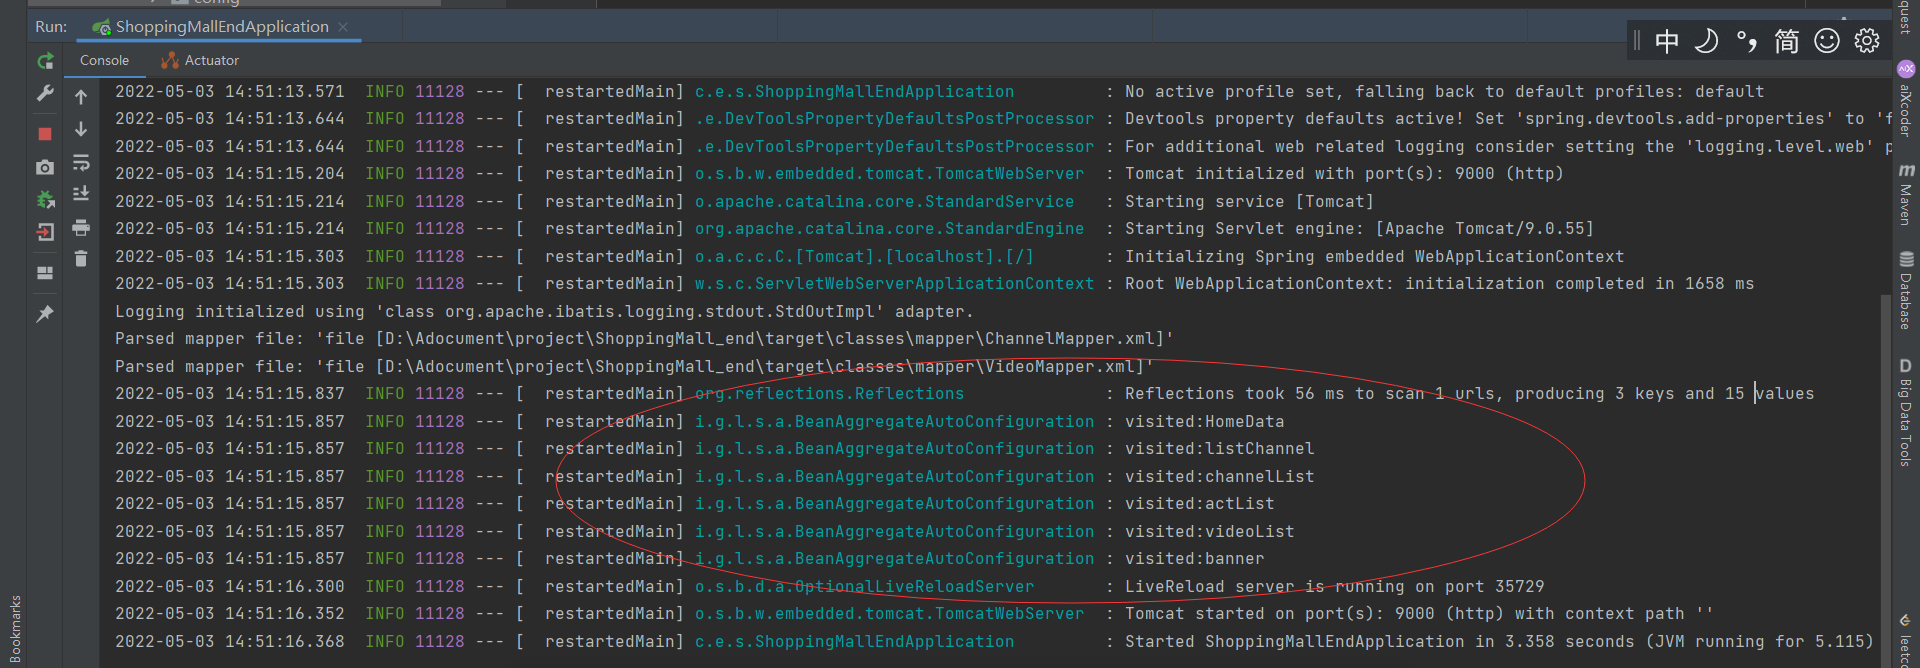 config
Run: ShoppingMallEndApplication
中 简
Console Actuator
2022-05-03 14:51:13.571  INFO 11128 --- [  restartedMain] c.e.s.ShoppingMallEndApplication         : No active profile set, falling back to default profiles: default
2022-05-03 14:51:13.644  INFO 11128 --- [  restartedMain] .e.DevToolsPropertyDefaultsPostProcessor : Devtools property defaults active! Set 'spring.devtools.add-properties' to 'f
2022-05-03 14:51:13.644  INFO 11128 --- [  restartedMain] .e.DevToolsPropertyDefaultsPostProcessor : For additional web related logging consider setting the 'logging.level.web' p
2022-05-03 14:51:15.204  INFO 11128 --- [  restartedMain] o.s.b.w.embedded.tomcat.TomcatWebServer  : Tomcat initialized with port(s): 9000 (http)
2022-05-03 14:51:15.214  INFO 11128 --- [  restartedMain] o.apache.catalina.core.StandardService   : Starting service [Tomcat]
2022-05-03 14:51:15.214  INFO 11128 --- [  restartedMain] org.apache.catalina.core.StandardEngine  : Starting Servlet engine: [Apache Tomcat/9.0.55]
2022-05-03 14:51:15.303  INFO 11128 --- [  restartedMain] o.a.c.c.C.[Tomcat].[localhost].[/]       : Initializing Spring embedded WebApplicationContext
2022-05-03 14:51:15.303  INFO 11128 --- [  restartedMain] w.s.c.ServletWebServerApplicationContext : Root WebApplicationContext: initialization completed in 1658 ms
Logging initialized using 'class org.apache.ibatis.logging.stdout.StdOutImpl' adapter.
Parsed mapper file: 'file [D:\Adocument\project\ShoppingMall_end\target\classes\mapper\ChannelMapper.xml]'
Parsed mapper file: 'file [D:\Adocument\project\ShoppingMall_end\target\classes\mapper\VideoMapper.xml]'
2022-05-03 14:51:15.837  INFO 11128 --- [  restartedMain] org.reflections.Reflections              : Reflections took 56 ms to scan 1 urls, producing 3 keys and 15 values
2022-05-03 14:51:15.857  INFO 11128 --- [  restartedMain] i.g.l.s.a.BeanAggregateAutoConfiguration : visited:HomeData
2022-05-03 14:51:15.857  INFO 11128 --- [  restartedMain] i.g.l.s.a.BeanAggregateAutoConfiguration : visited:listChannel
2022-05-03 14:51:15.857  INFO 11128 --- [  restartedMain] i.g.l.s.a.BeanAggregateAutoConfiguration : visited:channelList
2022-05-03 14:51:15.857  INFO 11128 --- [  restartedMain] i.g.l.s.a.BeanAggregateAutoConfiguration : visited:actList
2022-05-03 14:51:15.857  INFO 11128 --- [  restartedMain] i.g.l.s.a.BeanAggregateAutoConfiguration : visited:videoList
2022-05-03 14:51:15.857  INFO 11128 --- [  restartedMain] i.g.l.s.a.BeanAggregateAutoConfiguration : visited:banner
2022-05-03 14:51:16.300  INFO 11128 --- [  restartedMain] o.s.b.d.a.OptionalLiveReloadServer       : LiveReload server is running on port 35729
2022-05-03 14:51:16.352  INFO 11128 --- [  restartedMain] o.s.b.w.embedded.tomcat.TomcatWebServer  : Tomcat started on port(s): 9000 (http) with context path ''
2022-05-03 14:51:16.368  INFO 11128 --- [  restartedMain] c.e.s.ShoppingMallEndApplication         : Started ShoppingMallEndApplication in 3.358 seconds (JVM running for 5.115)
Bookmarks
quest
aiXcoder
Maven
Database
Big Data Tools
leetc